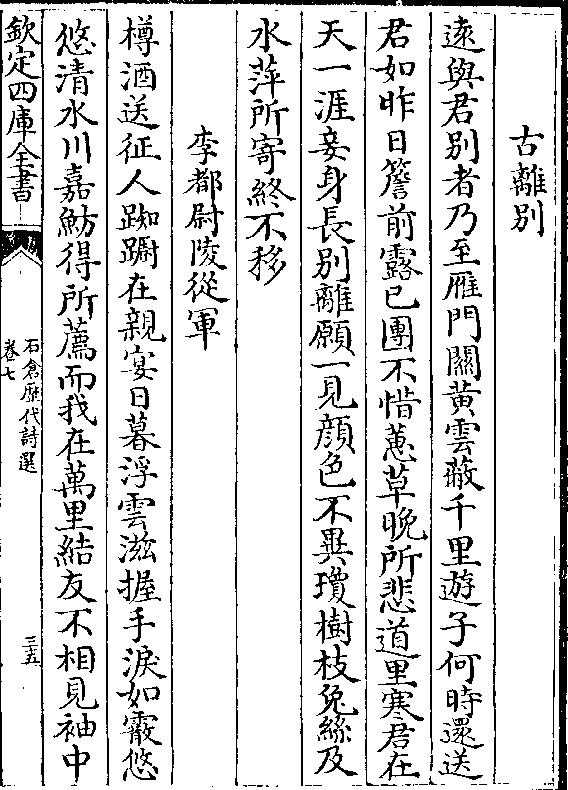 古離别
遠與君别者乃至雁門闗黄雲蔽千里遊子何時還送
君如昨日簷前露已團不惜蕙草晩所悲道里寒君在
天一涯妾身長别離願一見顔色不異瓊樹枝兔絲及
水萍所寄終不移
李都尉陵從軍
樽酒送征人踟蹰在親宴日暮浮雲滋握手淚如霰悠
悠清水川嘉魴得所薦而我在萬里結友不相見袖中
欽定四庫全書
石倉歴代詩選
卷七
三五